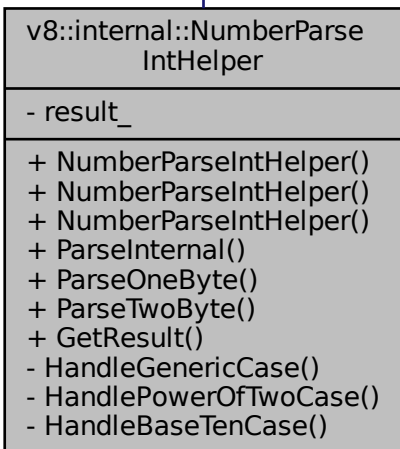 v8::internal::NumberParse
IntHelper
- result_
+ NumberParseIntHelper()
+ NumberParseIntHelper()
+ NumberParseIntHelper()
+ ParseInternal()
+ ParseOneByte()
+ ParseTwoByte()
+ GetResult()
- HandleGenericCase()
- HandlePowerOfTwoCase()
- HandleBaseTenCase()